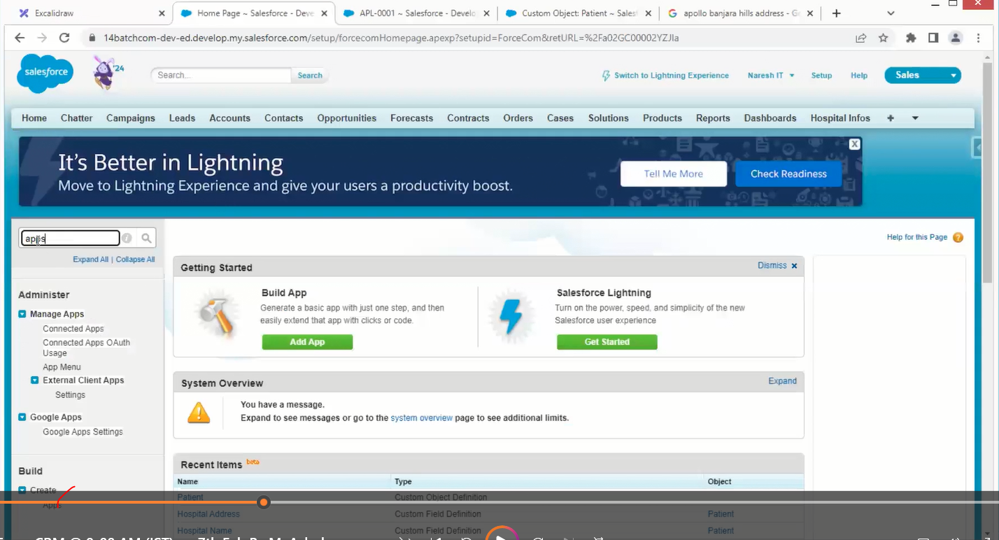 Excalidraw
Home Page ~ Salesforce - Deve
APL-0001 ~ Salesforce - Develo
Custom Object: Patient ~ Sales
apollo banjara hills address - Go
14batchcom-dev-ed.develop.my.salesforce.com/setup/forcecomHomepage.apexp?setupid=ForceCom&retURL=%2Fa02GC00002YZJIa
salesforce
'24
Search...
Search
Switch to Lightning Experience
Naresh IT
Setup
Help
Sales
Home Chatter Campaigns Leads Accounts Contacts Opportunities Forecasts Contracts Orders Cases Solutions Products Reports Dashboards Hospital Infos +
It's Better in Lightning
Move to Lightning Experience and give your users a productivity boost.
Tell Me More
Check Readiness
X
apps
Expand All | Collapse All
Help for this Page
Administer
Manage Apps
Connected Apps
Connected Apps OAuth
Usage
App Menu
External Client Apps
Settings
Google Apps
Google Apps Settings
Build
Create
Apps
Getting Started
Dismiss
Build App
Generate a basic app with just one step, and then
easily extend that app with clicks or code.
Add App
Salesforce Lightning
Turn on the power, speed, and simplicity of the new
Salesforce user experience
Get Started
System Overview
Expand
You have a message.
Expand to see messages or go to the system overview page to see additional limits.
Recent Items beta
Name Type Object
Patient Custom Object Definition
Hospital Address Custom Field Definition Patient
Hospital Name Custom Field Definition Patient